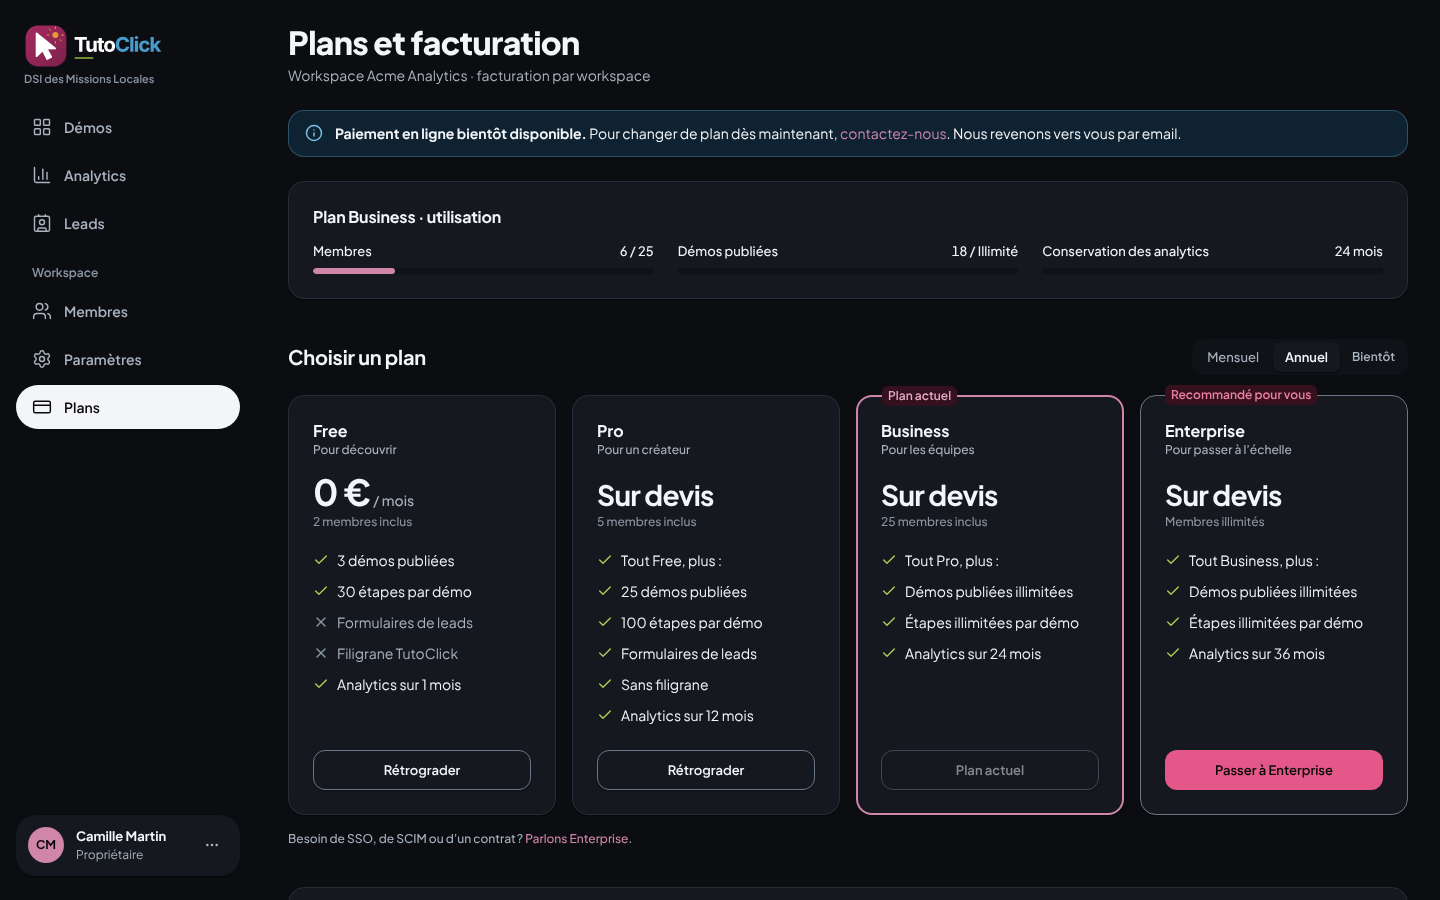 TutoClick
DSI des Missions Locales
Démos
Analytics
Leads
Workspace
Membres
Paramètres
Plans
CM
Camille Martin
Propriétaire
Plans et facturation
Workspace Acme Analytics · facturation par workspace
Paiement en ligne bientôt disponible. Pour changer de plan dès maintenant, contactez-nous. Nous revenons vers vous par email.
Plan Business · utilisation
Membres 6 / 25
Démos publiées 18 / Illimité
Conservation des analytics 24 mois
Choisir un plan
Mensuel Annuel Bientôt
Free
Pour découvrir
0 € / mois
2 membres inclus
3 démos publiées
30 étapes par démo
Formulaires de leads
Filigrane TutoClick
Analytics sur 1 mois
Rétrograder
Pro
Pour un créateur
Sur devis
5 membres inclus
Tout Free, plus :
25 démos publiées
100 étapes par démo
Formulaires de leads
Sans filigrane
Analytics sur 12 mois
Rétrograder
Plan actuel
Business
Pour les équipes
Sur devis
25 membres inclus
Tout Pro, plus :
Démos publiées illimitées
Étapes illimitées par démo
Analytics sur 24 mois
Plan actuel
Recommandé pour vous
Enterprise
Pour passer à l'échelle
Sur devis
Membres illimités
Tout Business, plus :
Démos publiées illimitées
Étapes illimitées par démo
Analytics sur 36 mois
Passer à Enterprise
Besoin de SSO, de SCIM ou d'un contrat ? Parlons Enterprise.